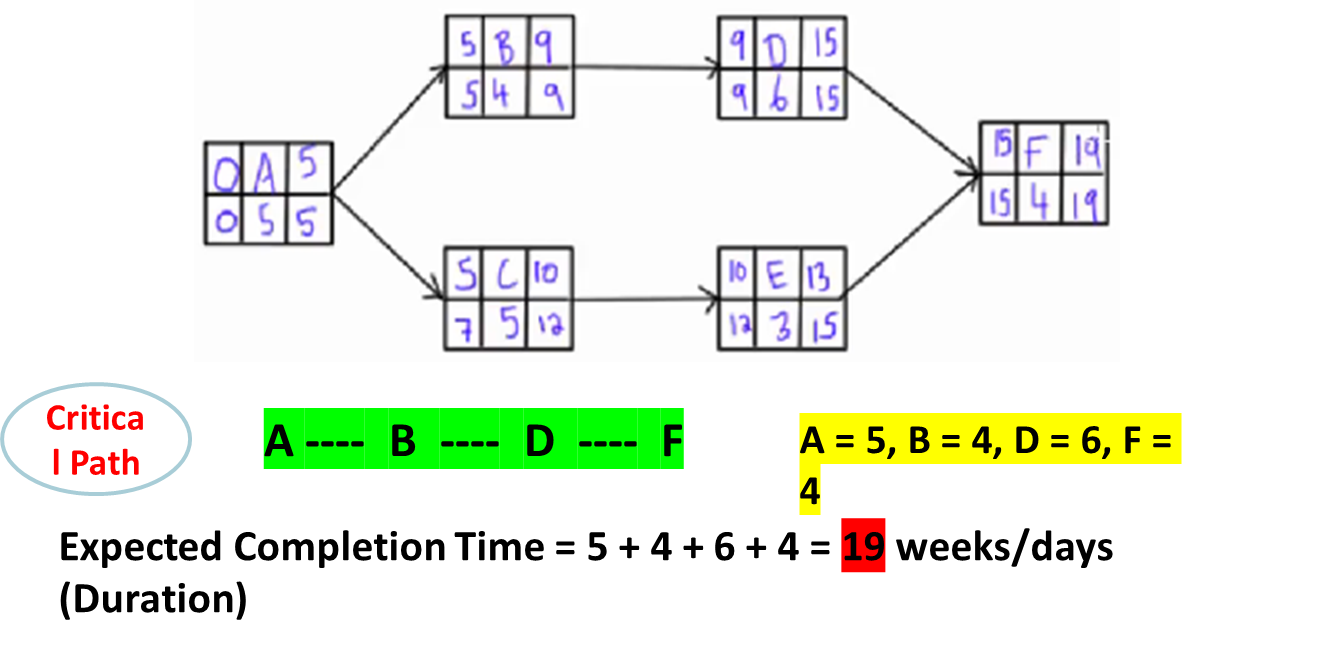 5 B 9
5 4 9
9 D 15
9 6 15
0 A 5
0 5 5
15 F 19
15 4 19
5 C 10
7 5 12
10 E 13
12 3 15
Critica
l Path
A ---- B ---- D ---- F
A = 5, B = 4, D = 6, F =
4
Expected Completion Time = 5 + 4 + 6 + 4 = 19 weeks/days
(Duration)